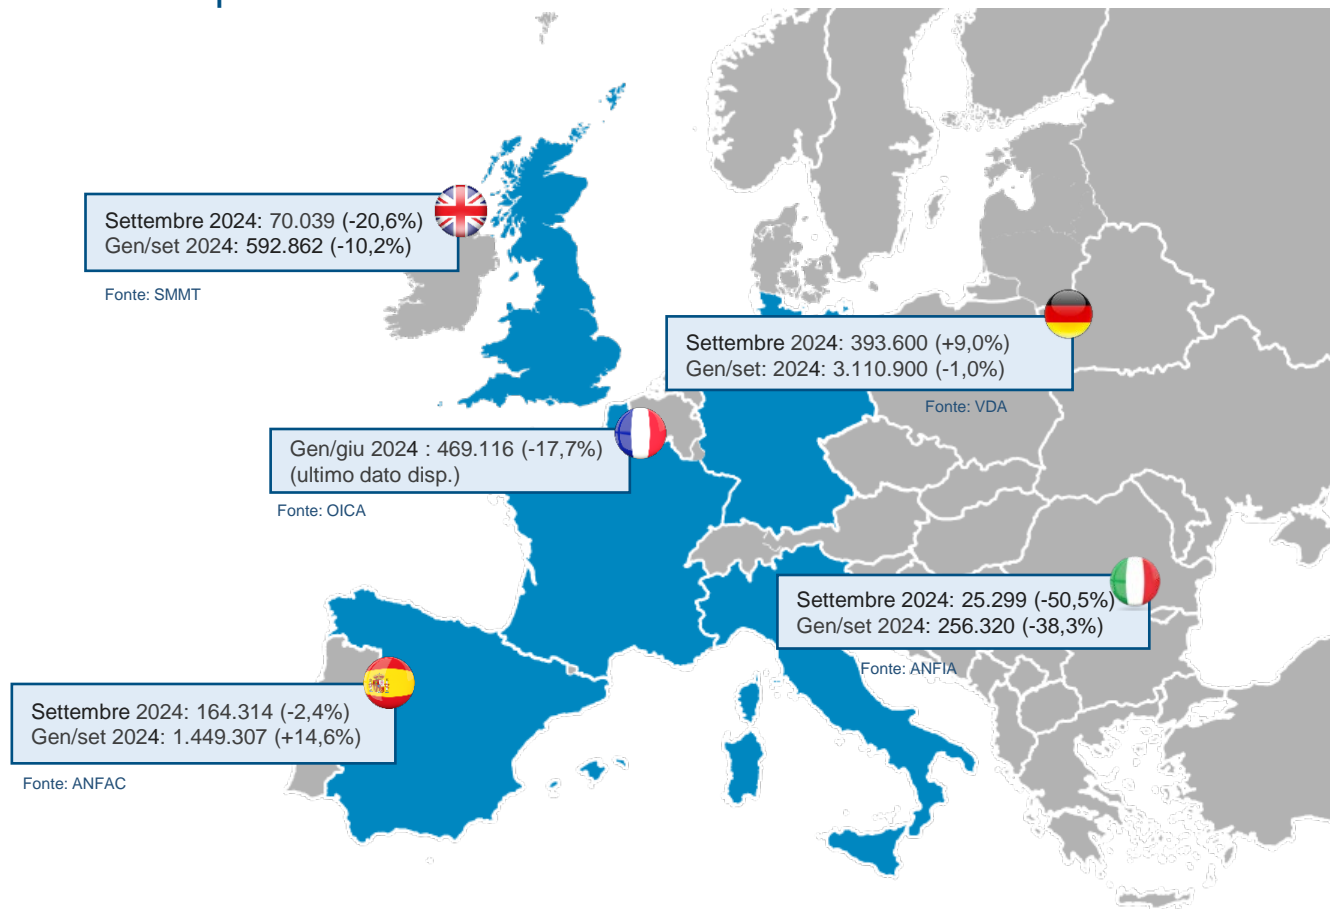 Settembre 2024: 70.039 (-20,6%)
Gen/set 2024: 592.862 (-10,2%)
Fonte: SMMT
Settembre 2024: 393.600 (+9,0%)
Gen/set: 2024: 3.110.900 (-1,0%)
Fonte: VDA
Gen/giu 2024 : 469.116 (-17,7%)
(ultimo dato disp.)
Fonte: OICA
Settembre 2024: 25.299 (-50,5%)
Gen/set 2024: 256.320 (-38,3%)
Fonte: ANFIA
Settembre 2024: 164.314 (-2,4%)
Gen/set 2024: 1.449.307 (+14,6%)
Fonte: ANFAC